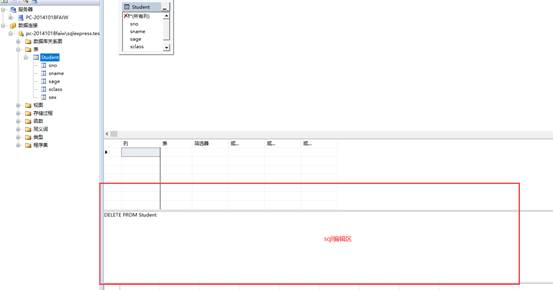 服务器
PC-20141018FAIW
数据连接
pc-20141018faiw\sqlexpress.tes
数据库关系图
表
Student
sno
sname
sage
sclass
sex
视图
存储过程
函数
同义词
类型
程序集
Student
*(所有列)
sno
sname
sage
sclass
列
表
筛选器
或...
或...
或...
DELETE FROM Student
sql编辑区